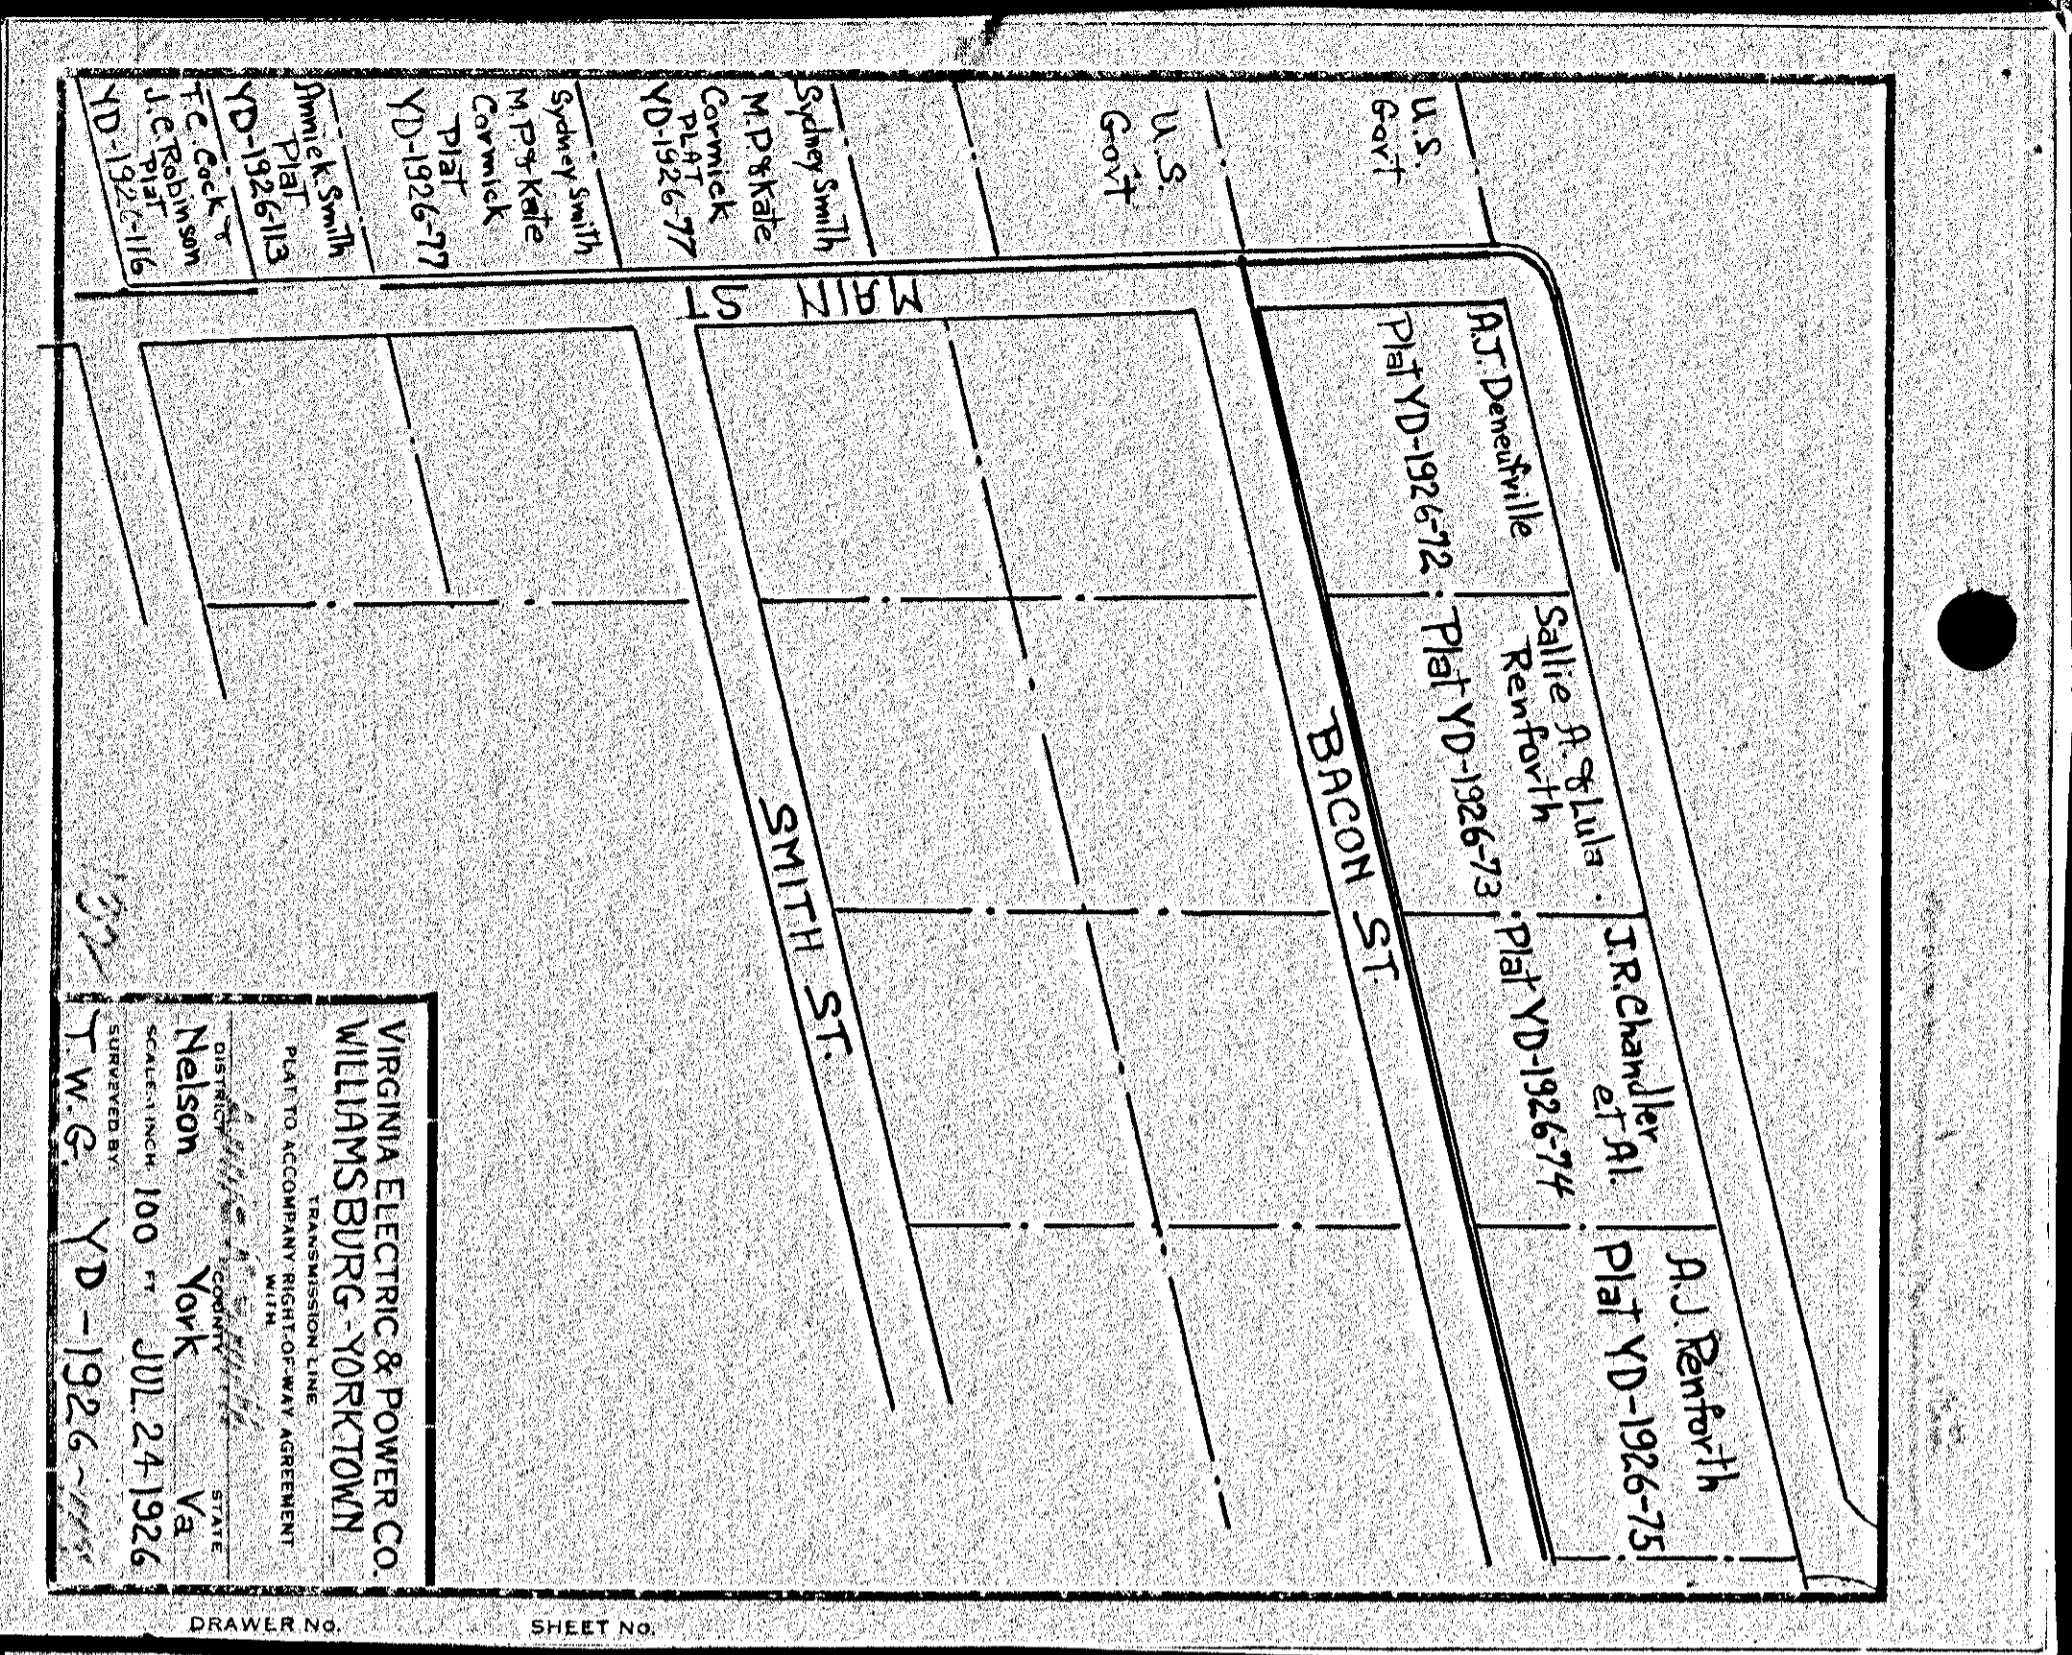 U.S.
Gov't
U.S.
Gov't
Sydney Smith
M.P & Kate
Cormick
PLAT
YD-1926-77
Sydney Smith
M.P & Kate
Cormick
Plat
YD-1926-77
Annie K. Smith
Plat
YD-1926-113
T.C. Cock &
J.C Robinson
Plat
YD-1926-116
MAIN ST
A.J. Deneufville
Plat YD-1926-72
Sallie A. & Lula
Renforth
Plat YD-1926-73
J.R. Chandler
et Al.
Plat YD-1926-74
A.J. Renforth
Plat YD-1926-75
BACON ST.
SMITH ST.
VIRGINIA ELECTRIC & POWER CO.
WILLIAMSBURG - YORKTOWN
TRANSMISSION LINE
PLAT TO ACCOMPANY RIGHT-OF-WAY AGREEMENT
WITH
DISTRICT COUNTY STATE
Nelson York Va
SCALE-1 INCH 100 FT JUL. 24-1926
SURVEYED BY.
T.W.G. YD-1926-
DRAWER NO.
SHEET NO.